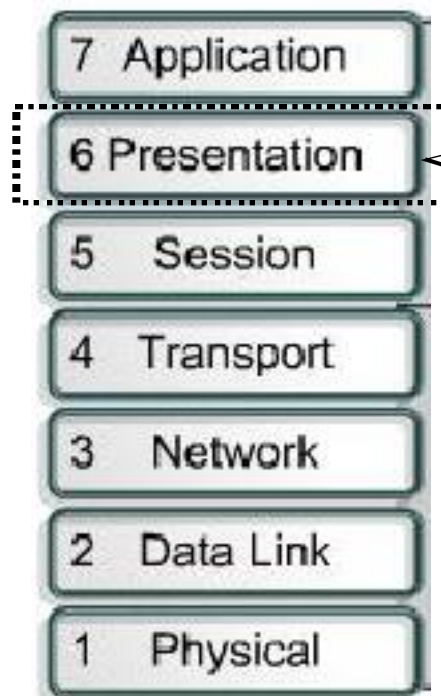 7 Application
6 Presentation
5 Session
4 Transport
3 Network
2 Data Link
1 Physical